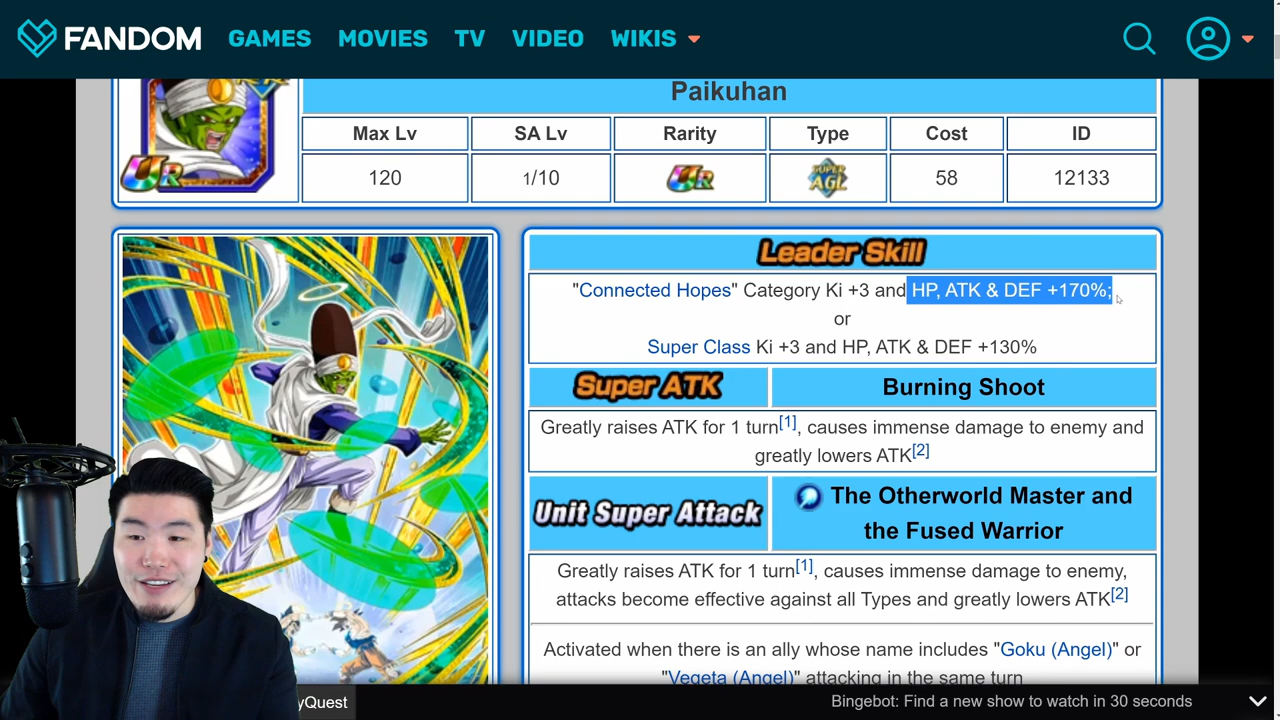 FANDOM GAMES MOVIES TV VIDEO WIKIS
Paikuhan
Max Lv SA Lv Rarity Type Cost ID
UR 120 1/10 UR SUPER AGL 58 12133
Leader Skill
"Connected Hopes" Category Ki +3 and HP, ATK & DEF +170%;
or
Super Class Ki +3 and HP, ATK & DEF +130%
Super ATK Burning Shoot
Greatly raises ATK for 1 turn[1], causes immense damage to enemy and
greatly lowers ATK[2]
Unit Super Attack The Otherworld Master and
the Fused Warrior
Greatly raises ATK for 1 turn[1], causes immense damage to enemy,
attacks become effective against all Types and greatly lowers ATK[2]
Activated when there is an ally whose name includes "Goku (Angel)" or
"Vegeta (Angel)" attacking in the same turn
yQuest Bingebot: Find a new show to watch in 30 seconds